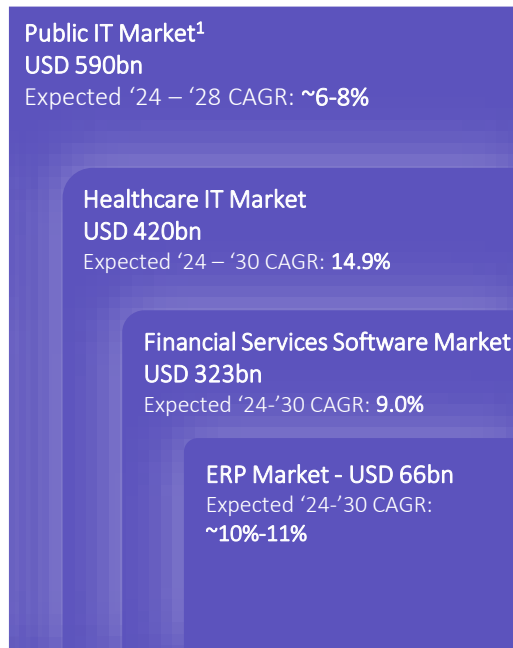 Public IT Market¹
USD 590bn
Expected ‘24 – ‘28 CAGR: ~6-8%
Healthcare IT Market
USD 420bn
Expected ‘24 – ‘30 CAGR: 14.9%
Financial Services Software Market
USD 323bn
Expected ‘24-’30 CAGR: 9.0%
ERP Market - USD 66bn
Expected ‘24-’30 CAGR:
~10%-11%